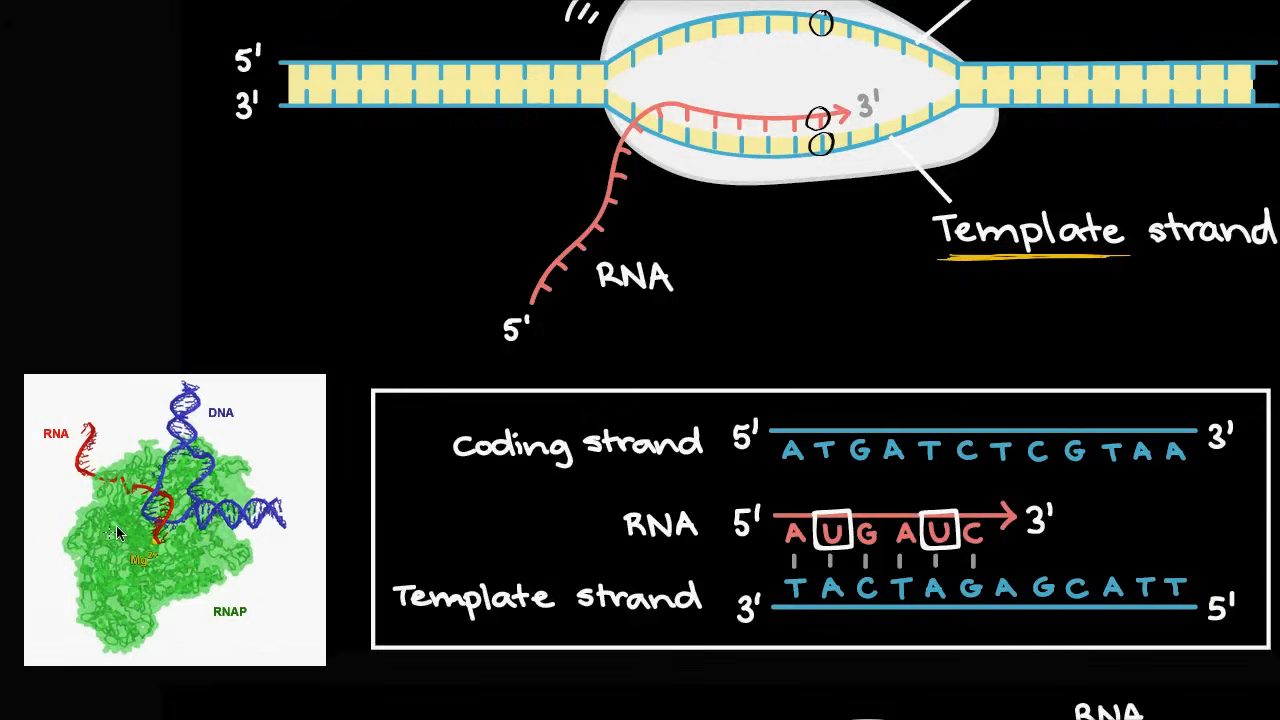 5'
3'
3'
Template strand
RNA
5'
DNA
RNA
Mg2+
RNAP
Coding strand 5' A T G A T C T C G T A A 3'
RNA 5' A U G A U C 3'
Template strand 3' T A C T A G A G C A T T 5'
RNA